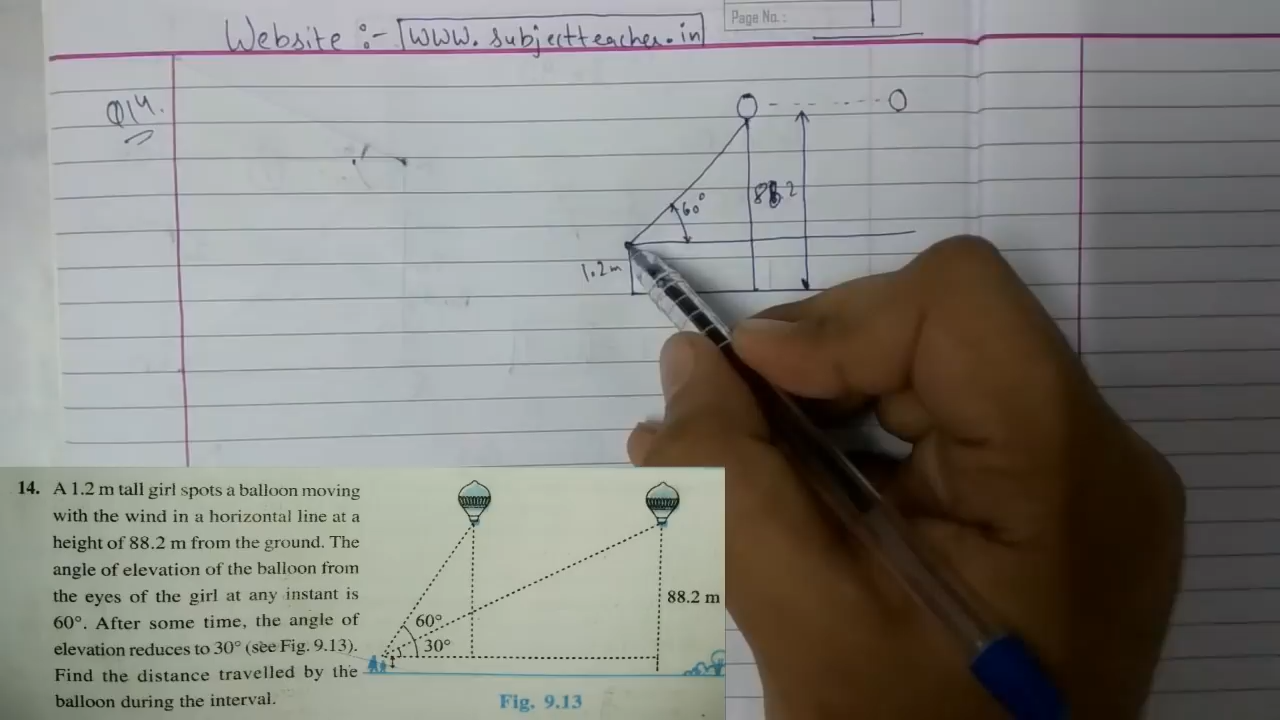 Website :- www.subjectteacher.in
Page No. :
Q14.
60°
88.2
1.2m
14. A 1.2 m tall girl spots a balloon moving
with the wind in a horizontal line at a
height of 88.2 m from the ground. The
angle of elevation of the balloon from
the eyes of the girl at any instant is
60°. After some time, the angle of
elevation reduces to 30° (see Fig. 9.13).
Find the distance travelled by the
balloon during the interval.
60°
30°
88.2 m
Fig. 9.13